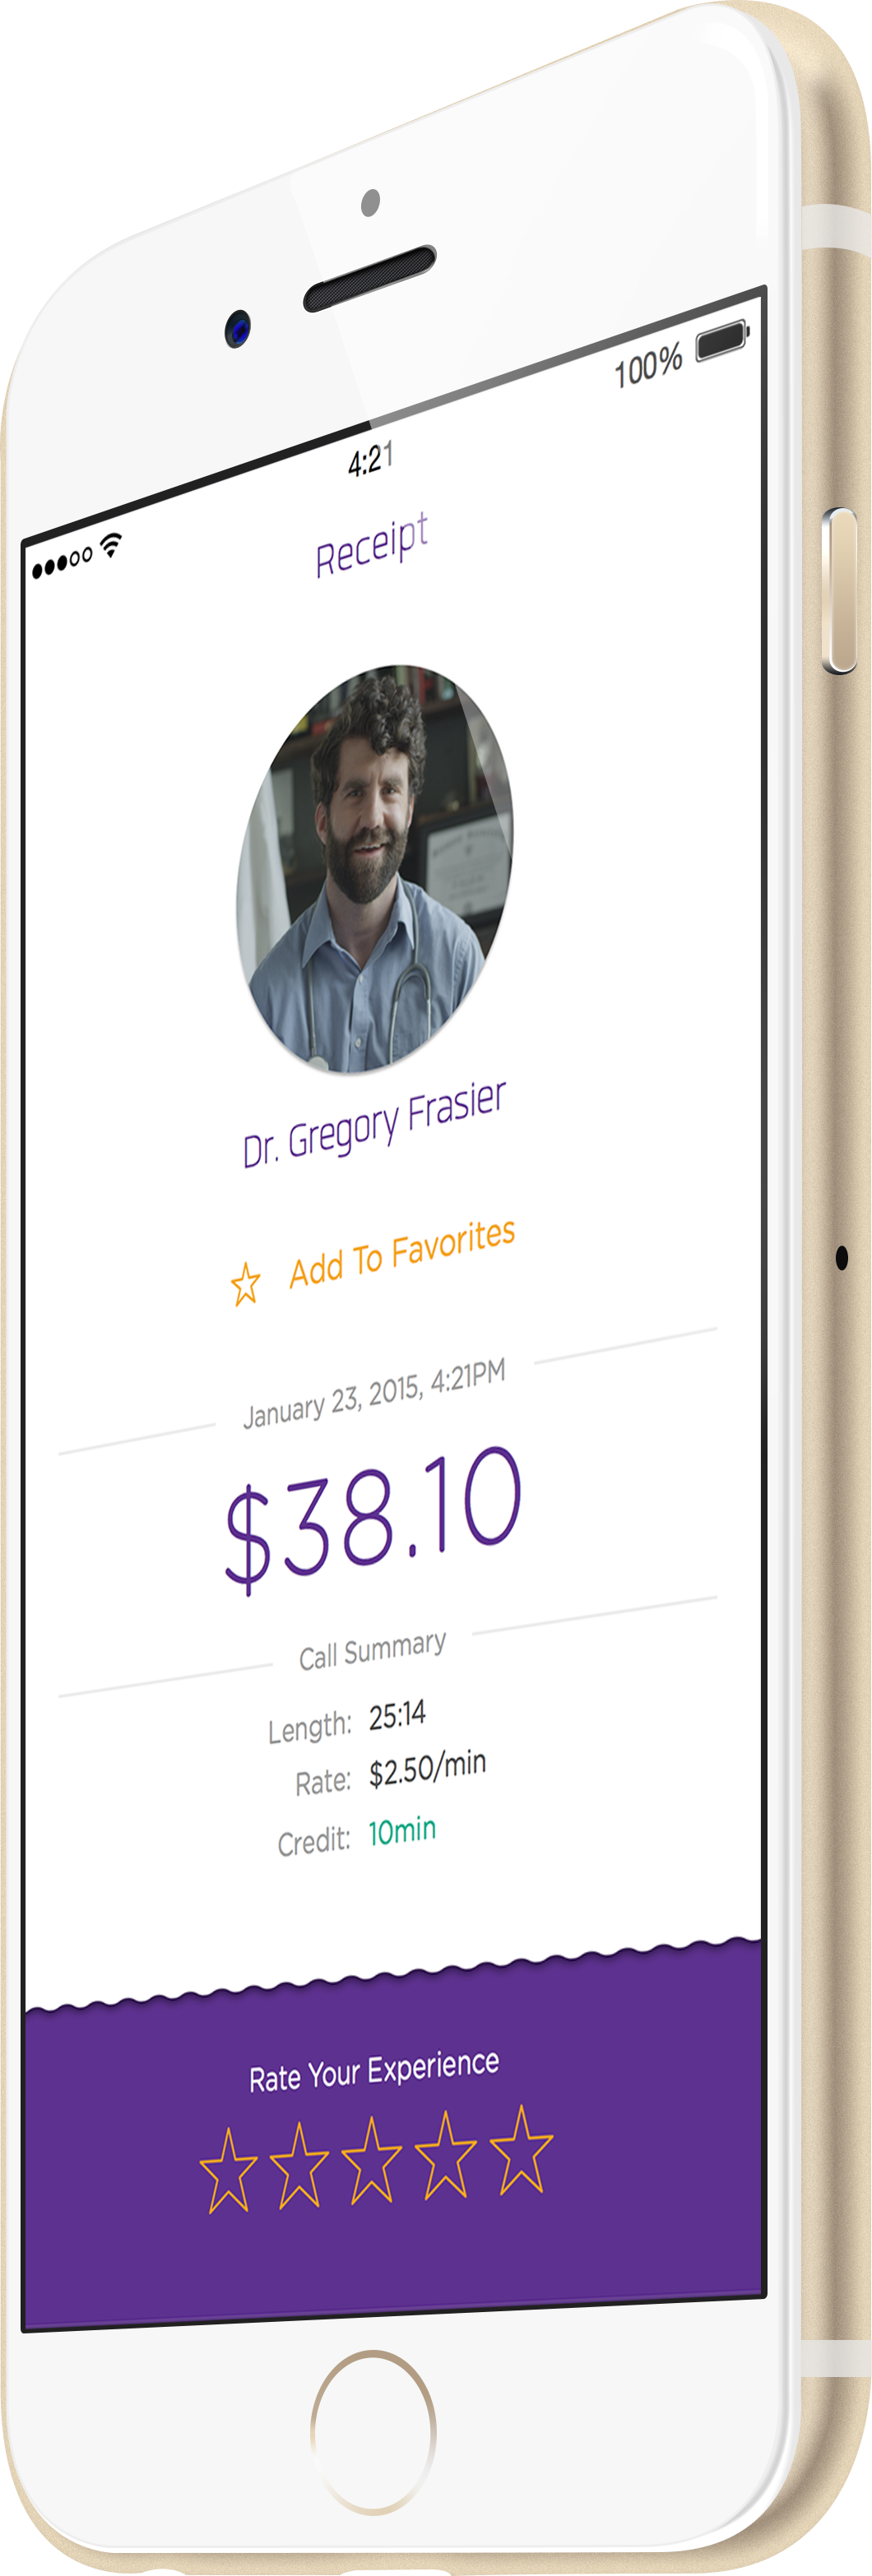 100%
4:21
Receipt
Dr. Gregory Frasier
Add To Favorites
January 23, 2015, 4:21PM
$38.10
Call Summary
Length: 25:14
Rate: $2.50/min
Credit: 10min
Rate Your Experience